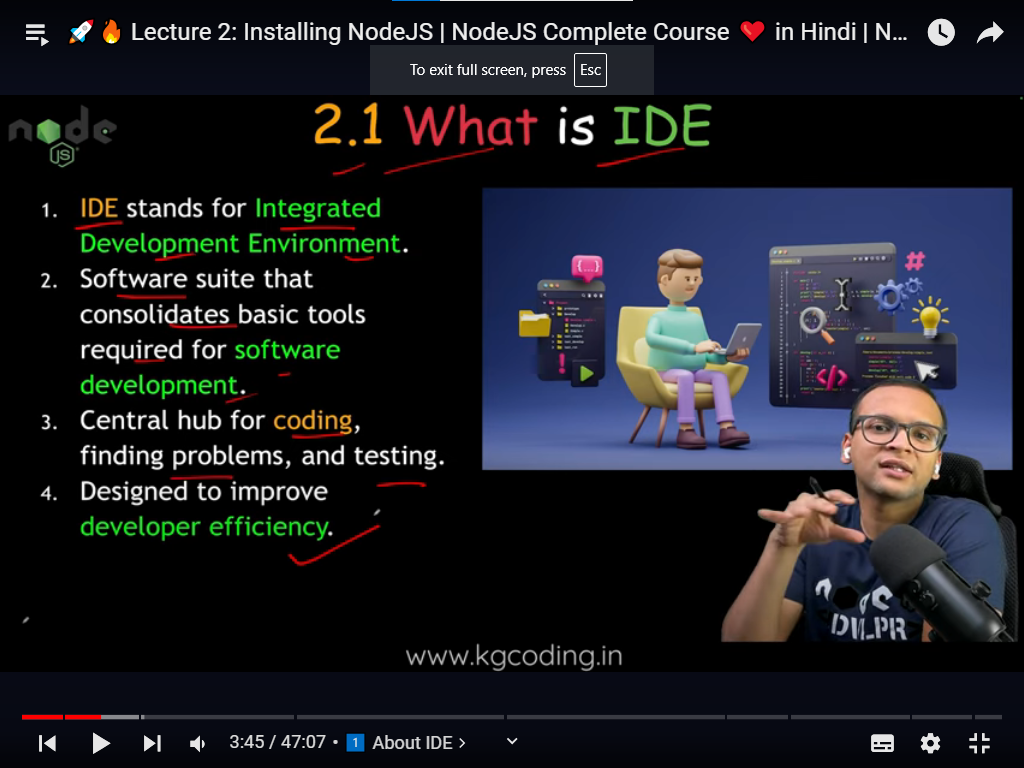 🚀🔥 Lecture 2: Installing NodeJS | NodeJS Complete Course ❤️ in Hindi | N...
To exit full screen, press Esc
node
JS
2.1 What is IDE
1. IDE stands for Integrated
Development Environment.
2. Software suite that
consolidates basic tools
required for software
development.
3. Central hub for coding,
finding problems, and testing.
4. Designed to improve
developer efficiency.
{...}
#
</>
DVLPR
www.kgcoding.in
3:45 / 47:07 • 1 About IDE >